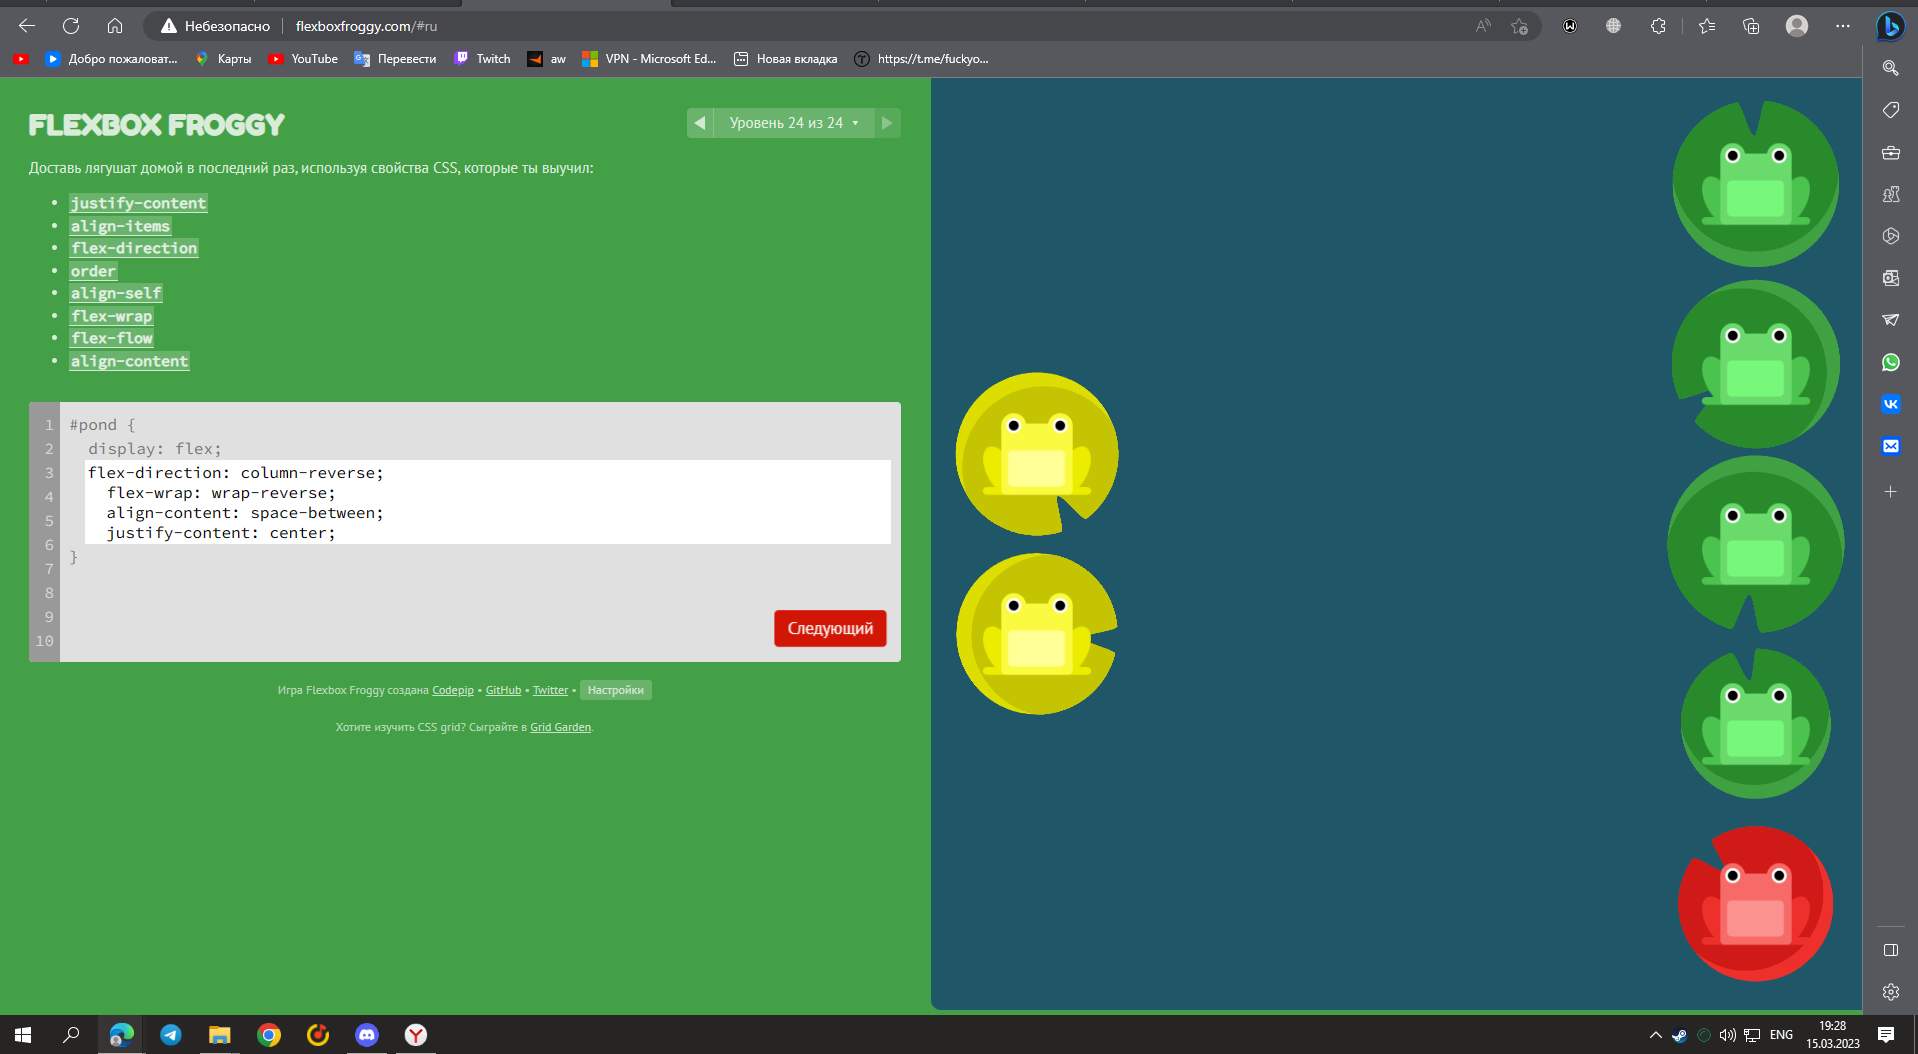 Небезопасно
flexboxfroggy.com/#ru
Добро пожаловат...
Карты
YouTube
Перевести
Twitch
aw
VPN - Microsoft Ed...
Новая вкладка
https://t.me/fuckyo...
FLEXBOX FROGGY
Уровень 24 из 24
Доставь лягушат домой в последний раз, используя свойства CSS, которые ты выучил:
justify-content
align-items
flex-direction
order
align-self
flex-wrap
flex-flow
align-content
1 #pond {
2 display: flex;
3 flex-direction: column-reverse;
4 flex-wrap: wrap-reverse;
5 align-content: space-between;
6 justify-content: center;
7 }
8
9
10
Следующий
Игра Flexbox Froggy создана Codepip • GitHub • Twitter • Настройки
Хотите изучить CSS grid? Сыграйте в Grid Garden.
ENG
19:28
15.03.2023